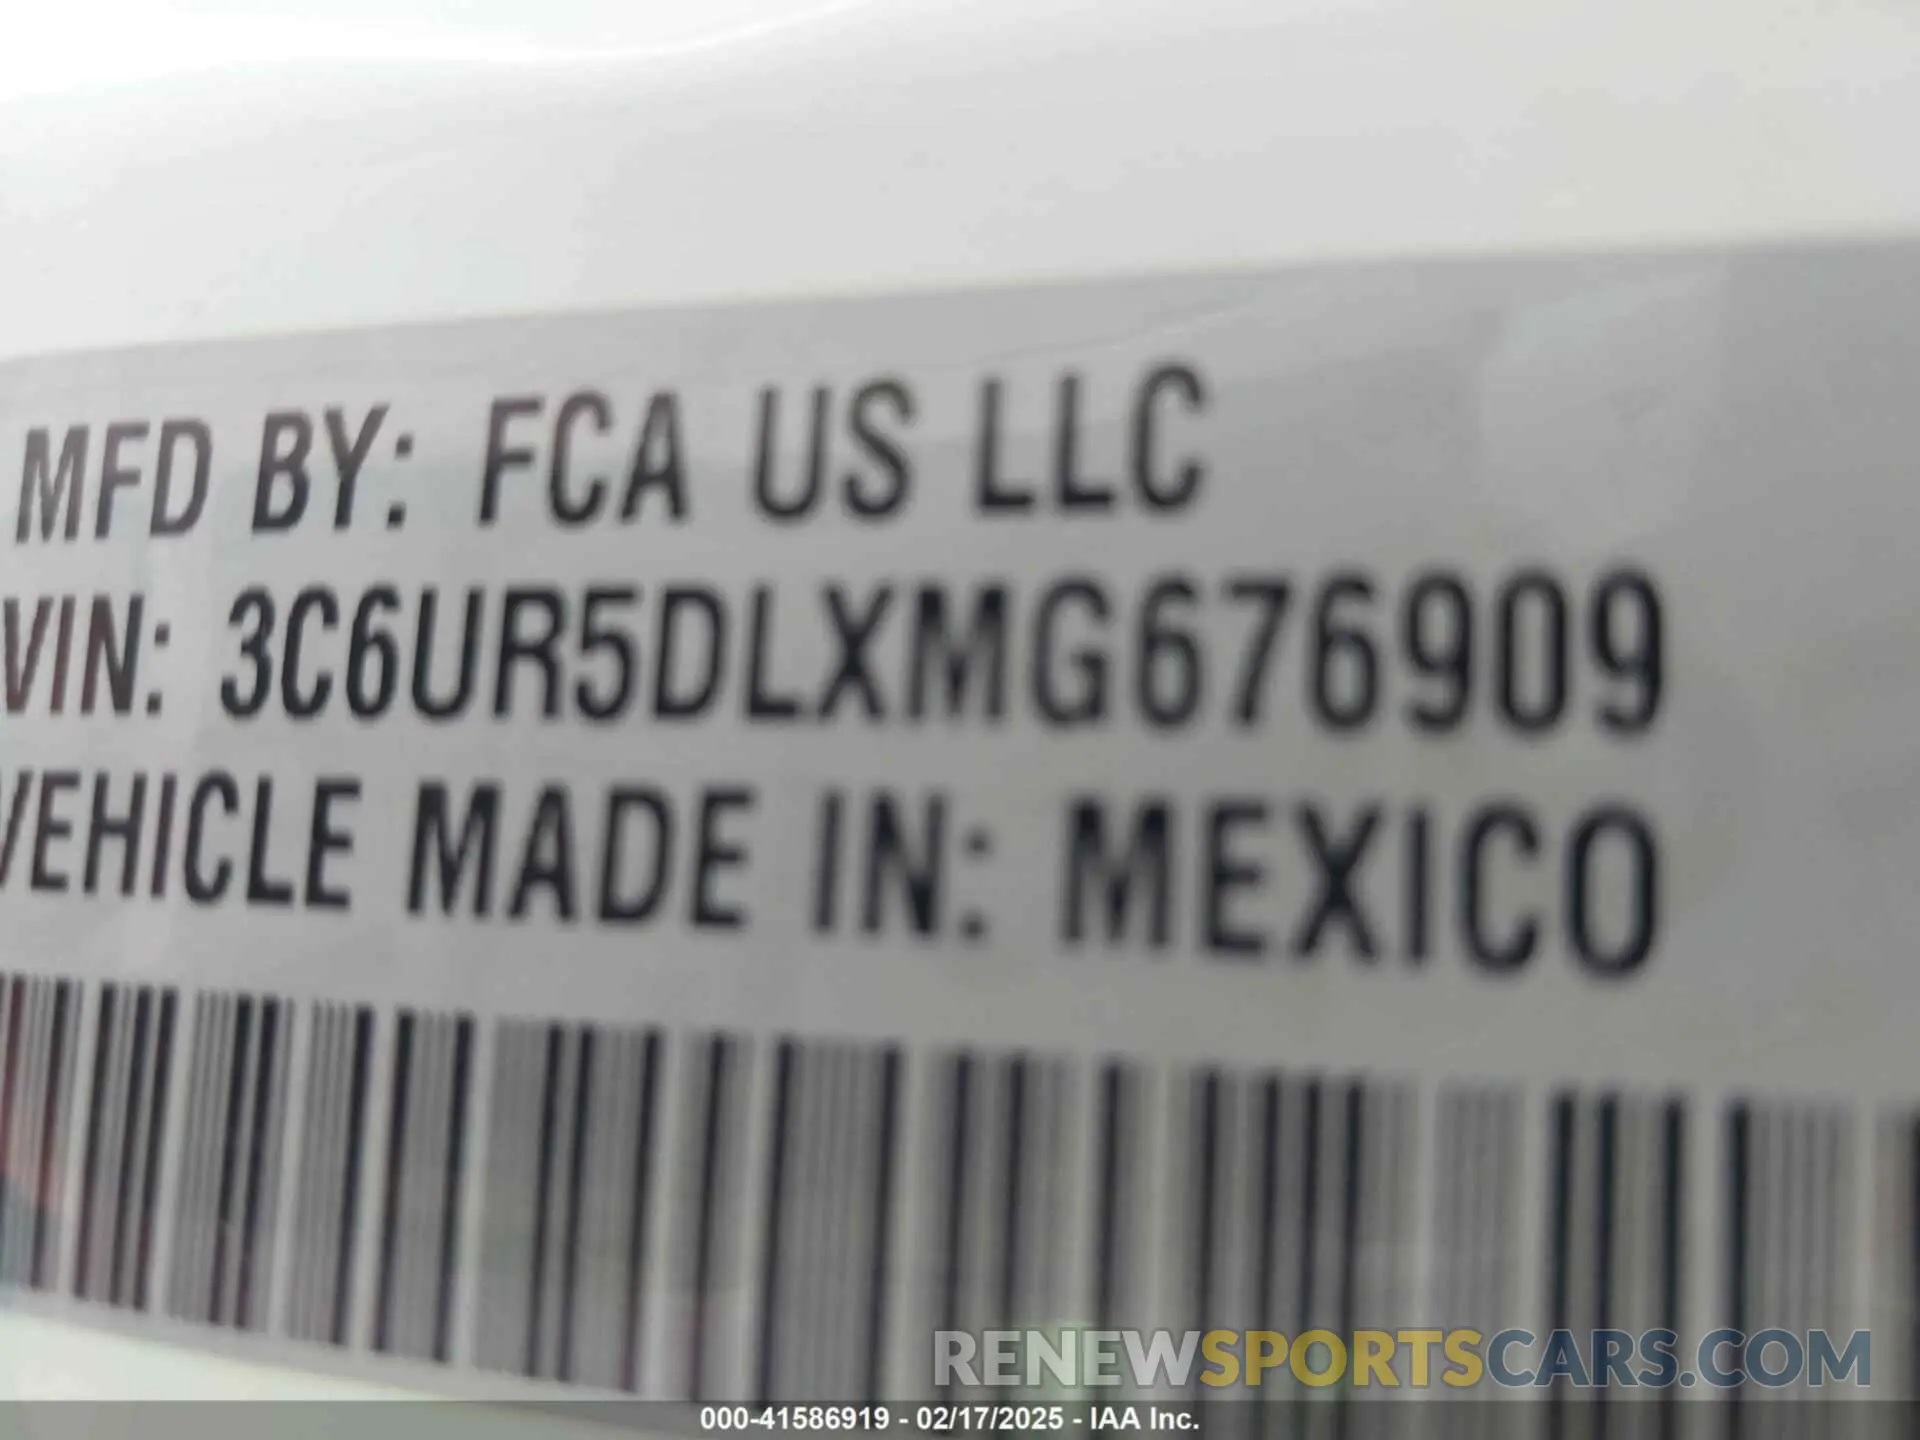 MFD BY: FCA US LLC
VIN: 3C6UR5DLXMG676909
VEHICLE MADE IN: MEXICO
RENEWSPORTSCARS.COM
000-41586919 - 02/17/2025 - IAA Inc.